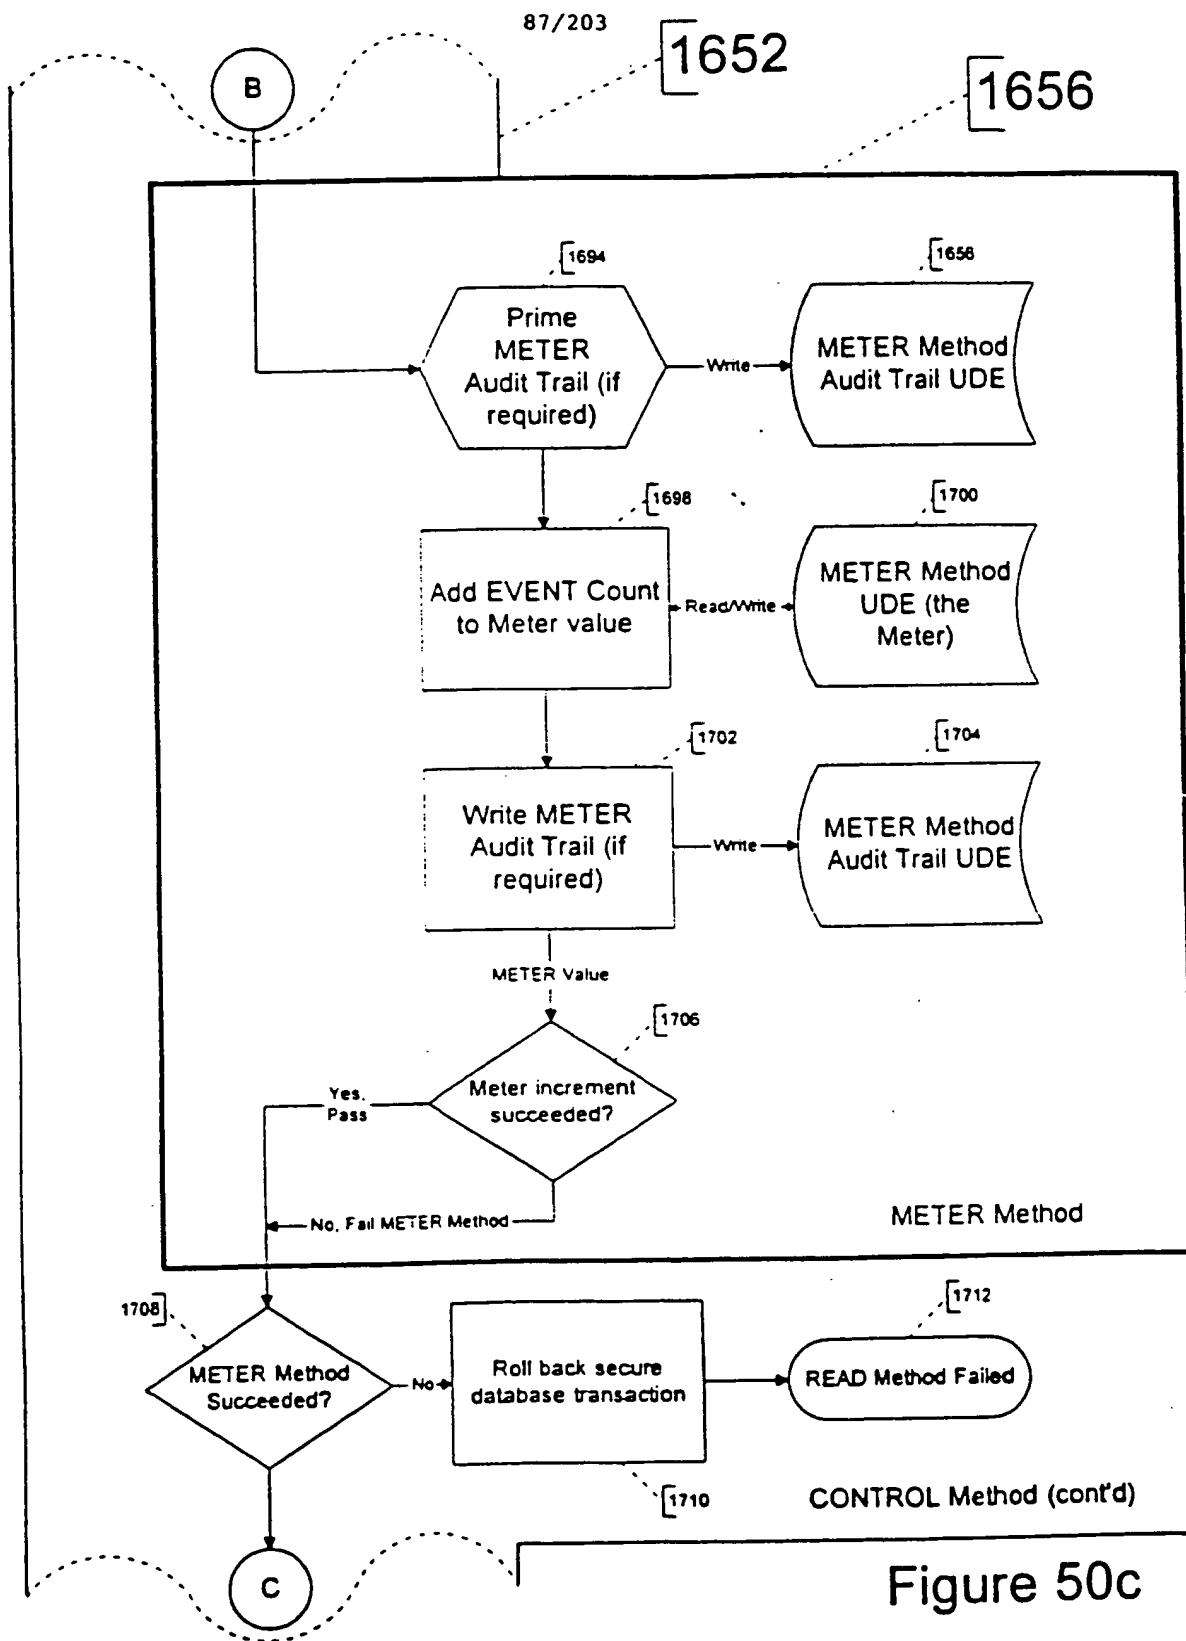 87/203
1652
1656
B
1694
Prime
METER
Audit Trail (if
required)
Write
1658
METER Method
Audit Trail UDE
1698
Add EVENT Count
to Meter value
Read/Write
1700
METER Method
UDE (the
Meter)
1702
Write METER
Audit Trail (if
required)
Write
1704
METER Method
Audit Trail UDE
METER Value
1706
Meter increment
succeeded?
Yes,
Pass
No, Fail METER Method
METER Method
1708
METER Method
Succeeded?
No
Roll back secure
database transaction
1710
1712
READ Method Failed
CONTROL Method (cont'd)
C
Figure 50c